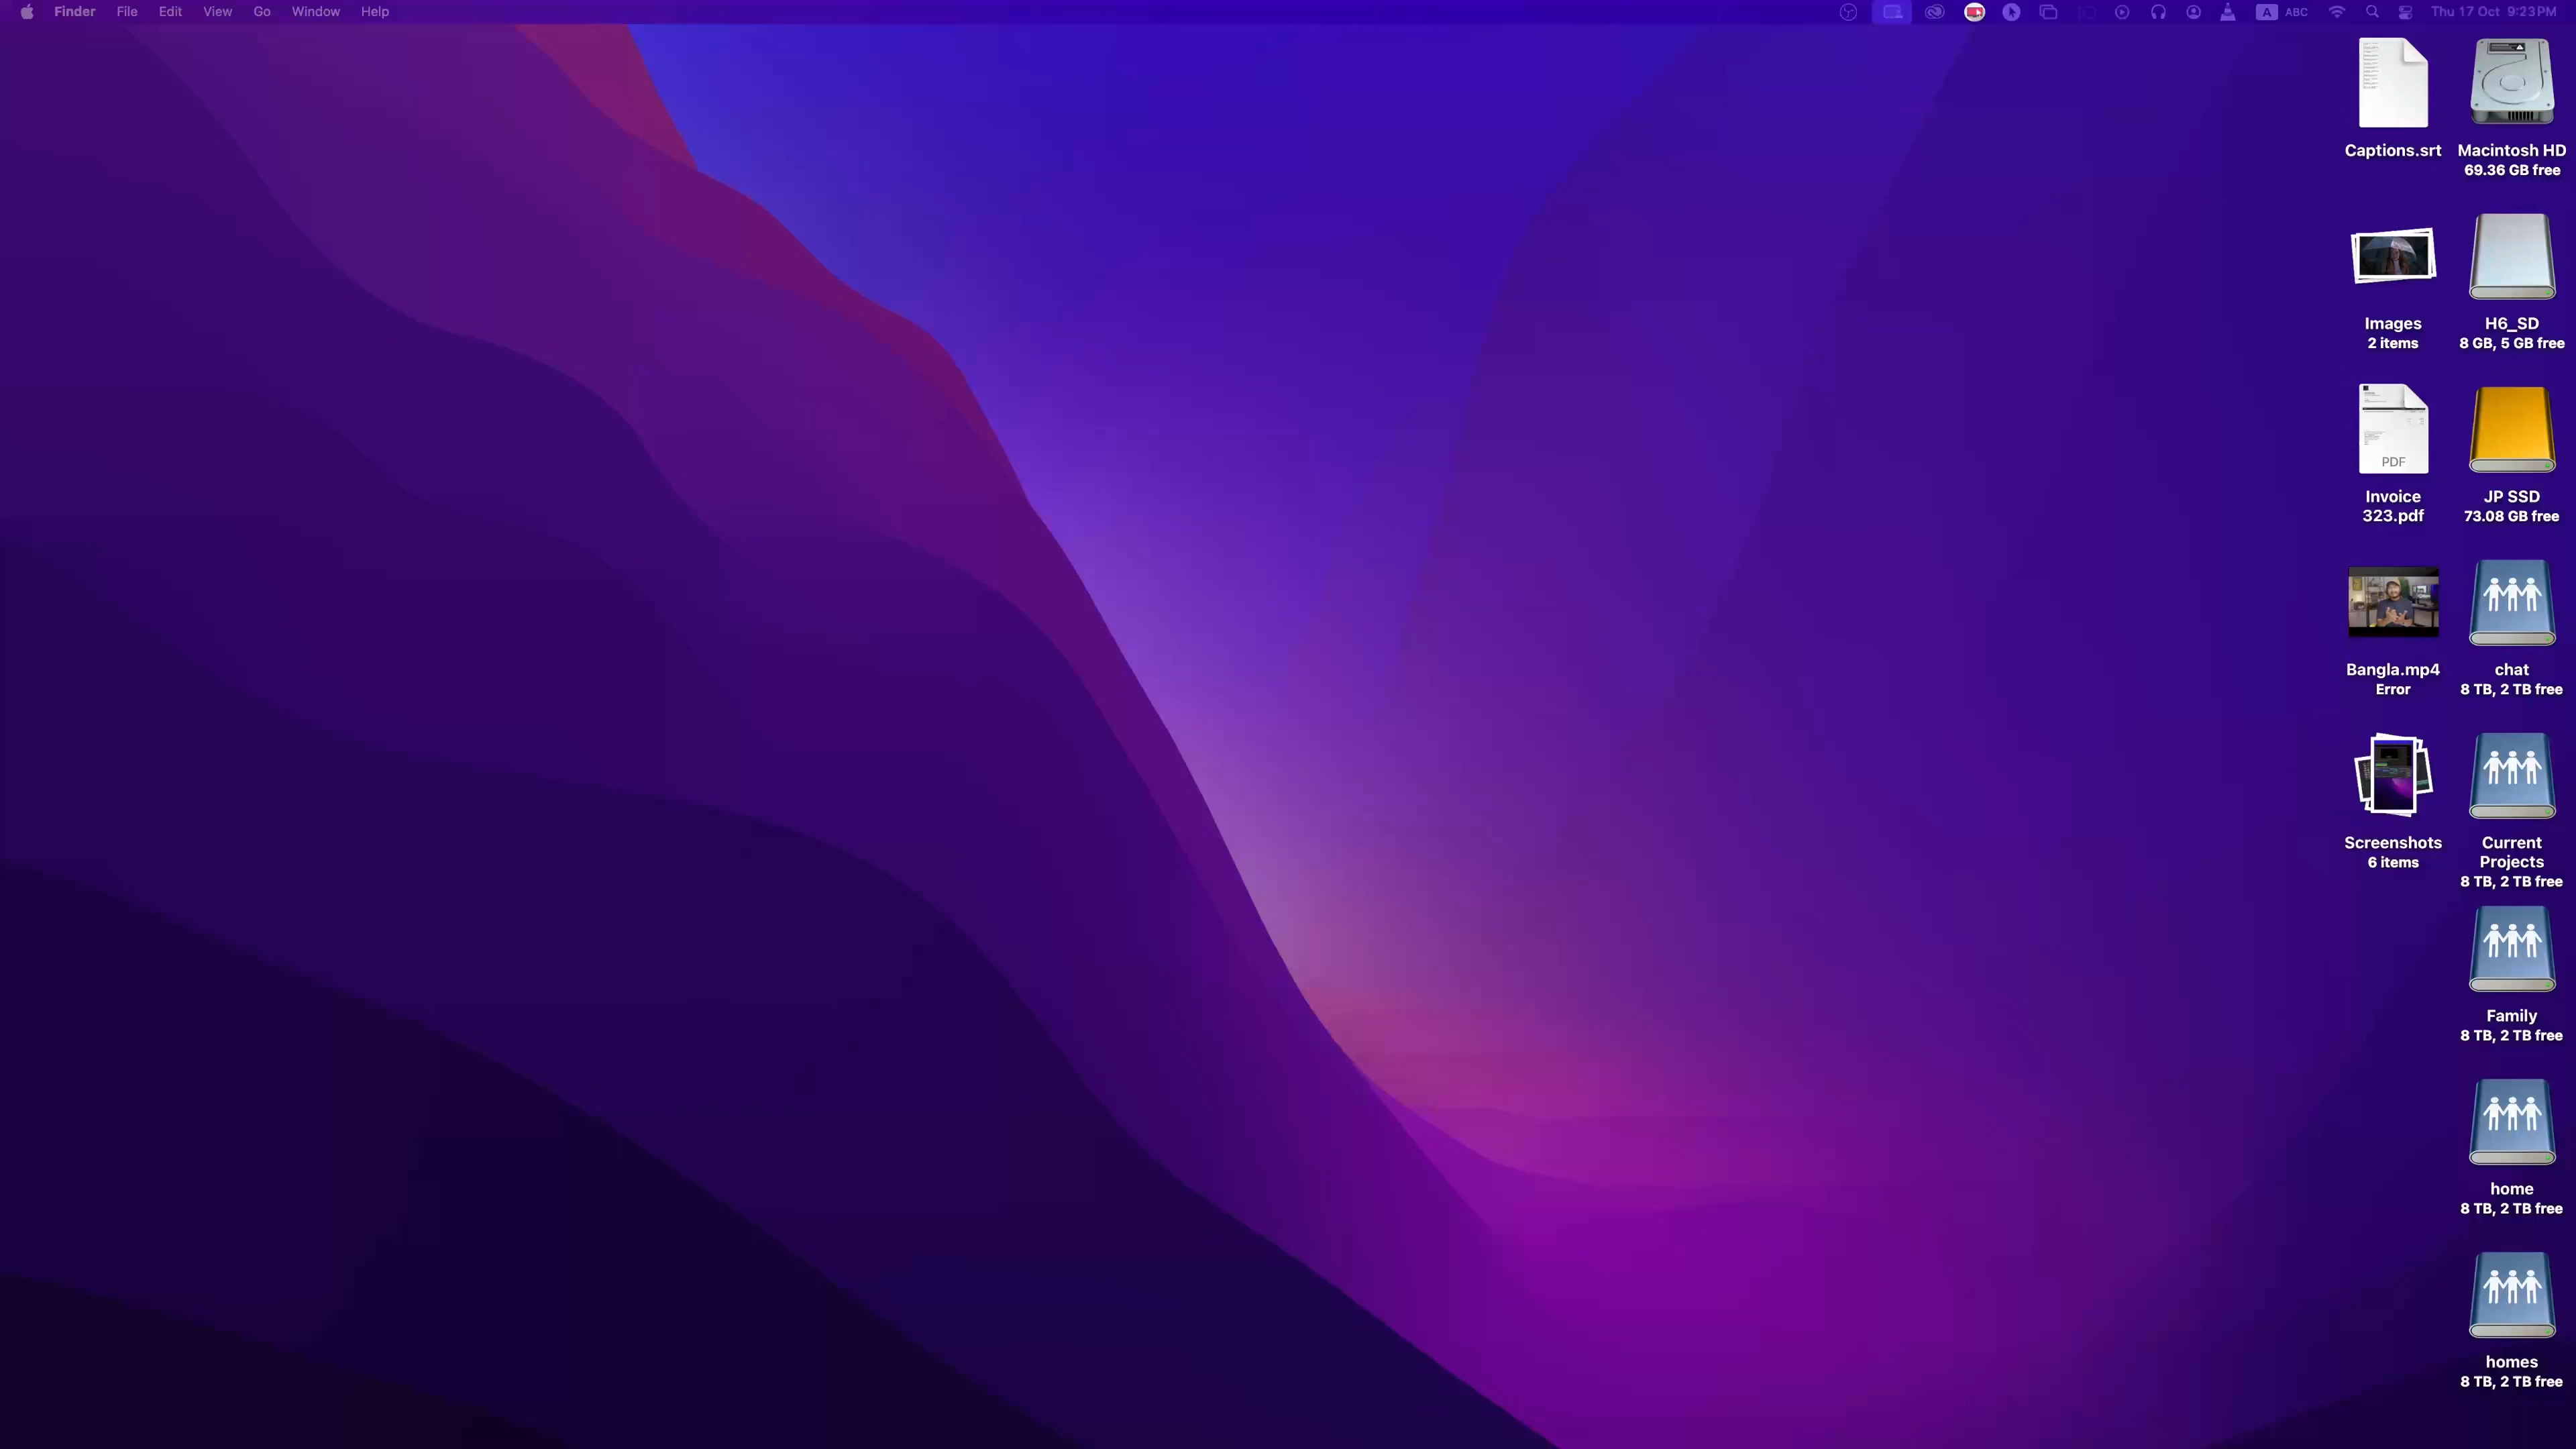 Finder File Edit View Go Window Help
A ABC Thu 17 Oct 9:23 PM
Captions.srt
Macintosh HD
69.36 GB free
Images
2 items
H6_SD
8 GB, 5 GB free
PDF
Invoice
323.pdf
JP SSD
73.08 GB free
Bangla.mp4
Error
chat
8 TB, 2 TB free
Screenshots
6 items
Current
Projects
8 TB, 2 TB free
Family
8 TB, 2 TB free
home
8 TB, 2 TB free
homes
8 TB, 2 TB free